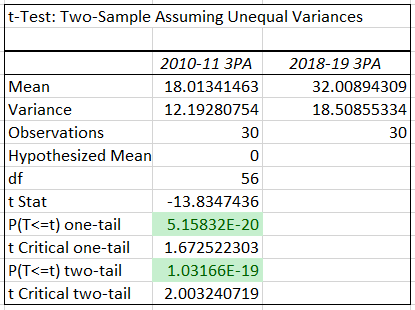 t-Test: Two-Sample Assuming Unequal Variances
2010-11 3PA 2018-19 3PA
Mean 18.01341463 32.00894309
Variance 12.19280754 18.50855334
Observations 30 30
Hypothesized Mean 0
df 56
t Stat -13.8347436
P(T<=t) one-tail 5.15832E-20
t Critical one-tail 1.672522303
P(T<=t) two-tail 1.03166E-19
t Critical two-tail 2.003240719